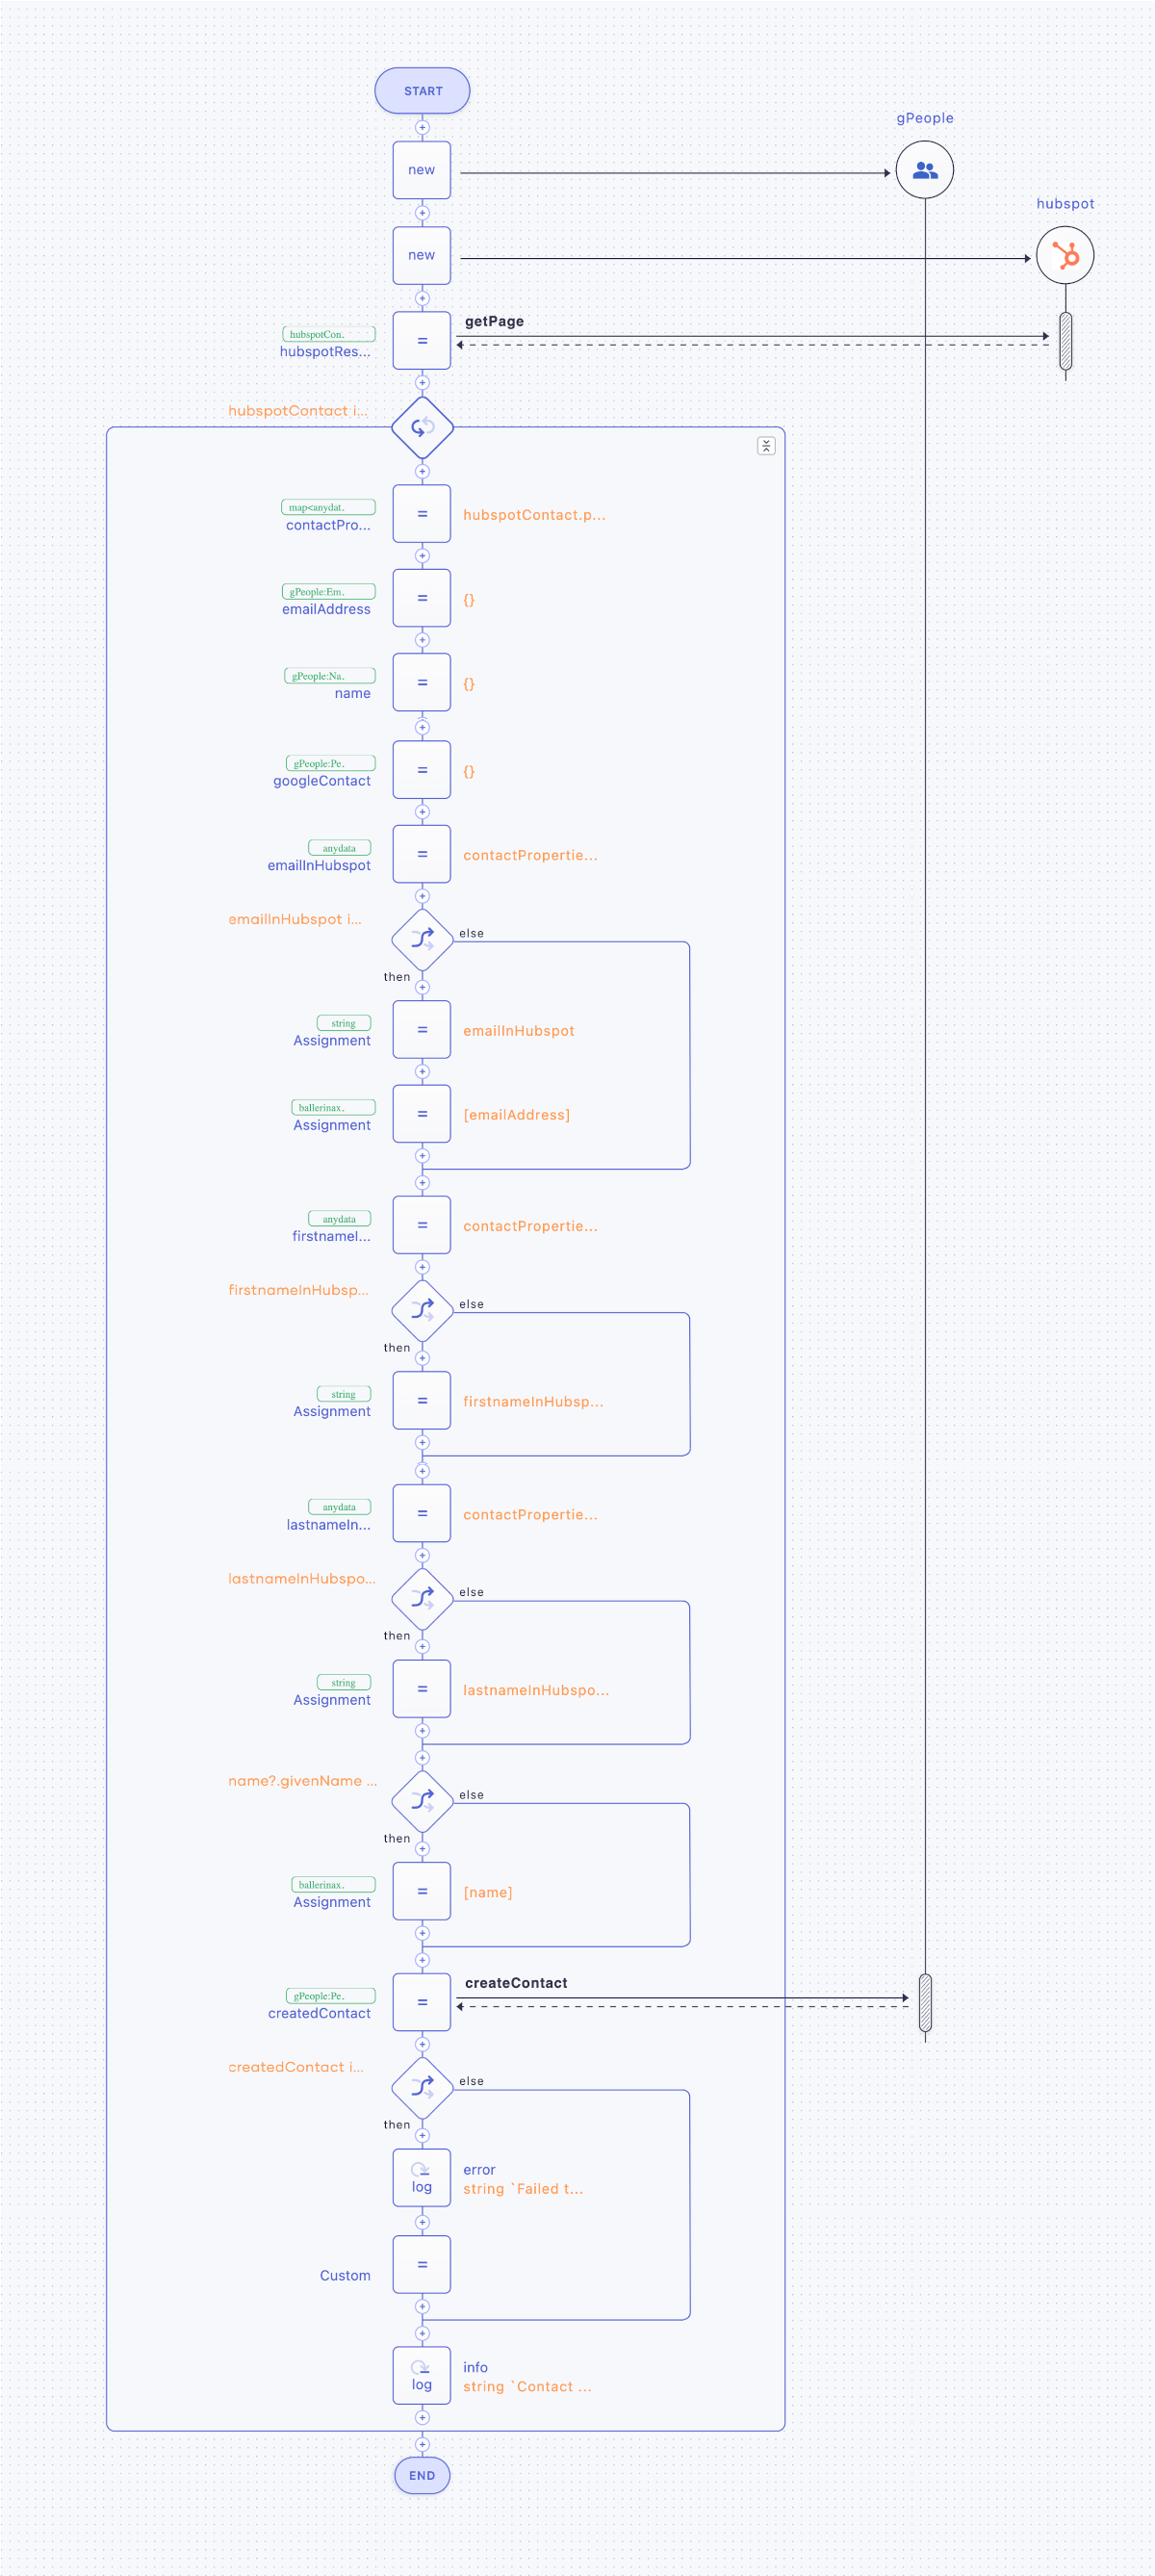 START
gPeople
new
hubspot
new
getPage
hubspotCon.
hubspotRes...
=
hubspotContact i...
map<anydat.
contactPro...
=
hubspotContact.p...
gPeople:Em.
emailAddress
=
{}
gPeople:Na.
name
=
{}
gPeople:Pe.
googleContact
=
{}
anydata
emailInHubspot
=
contactPropertie...
emailInHubspot i...
else
then
string
Assignment
=
emailInHubspot
ballerinax.
Assignment
=
[emailAddress]
anydata
firstnameI...
=
contactPropertie...
firstnameInHubsp...
else
then
string
Assignment
=
firstnameInHubsp...
anydata
lastnameIn...
=
contactPropertie...
lastnameInHubspo...
else
then
string
Assignment
=
lastnameInHubspo...
name?.givenName ...
else
then
ballerinax.
Assignment
=
[name]
createContact
gPeople:Pe.
createdContact
=
createdContact i...
else
then
log
error
string `Failed t...
Custom
=
log
info
string `Contact ...
END